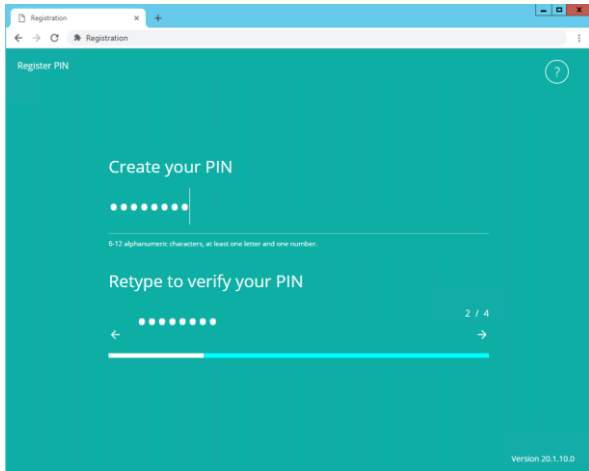 Registration
Registration
Register PIN
?
Create your PIN
6-12 alphanumeric characters, at least one letter and one number.
Retype to verify your PIN
2 / 4
Version 20.1.10.0